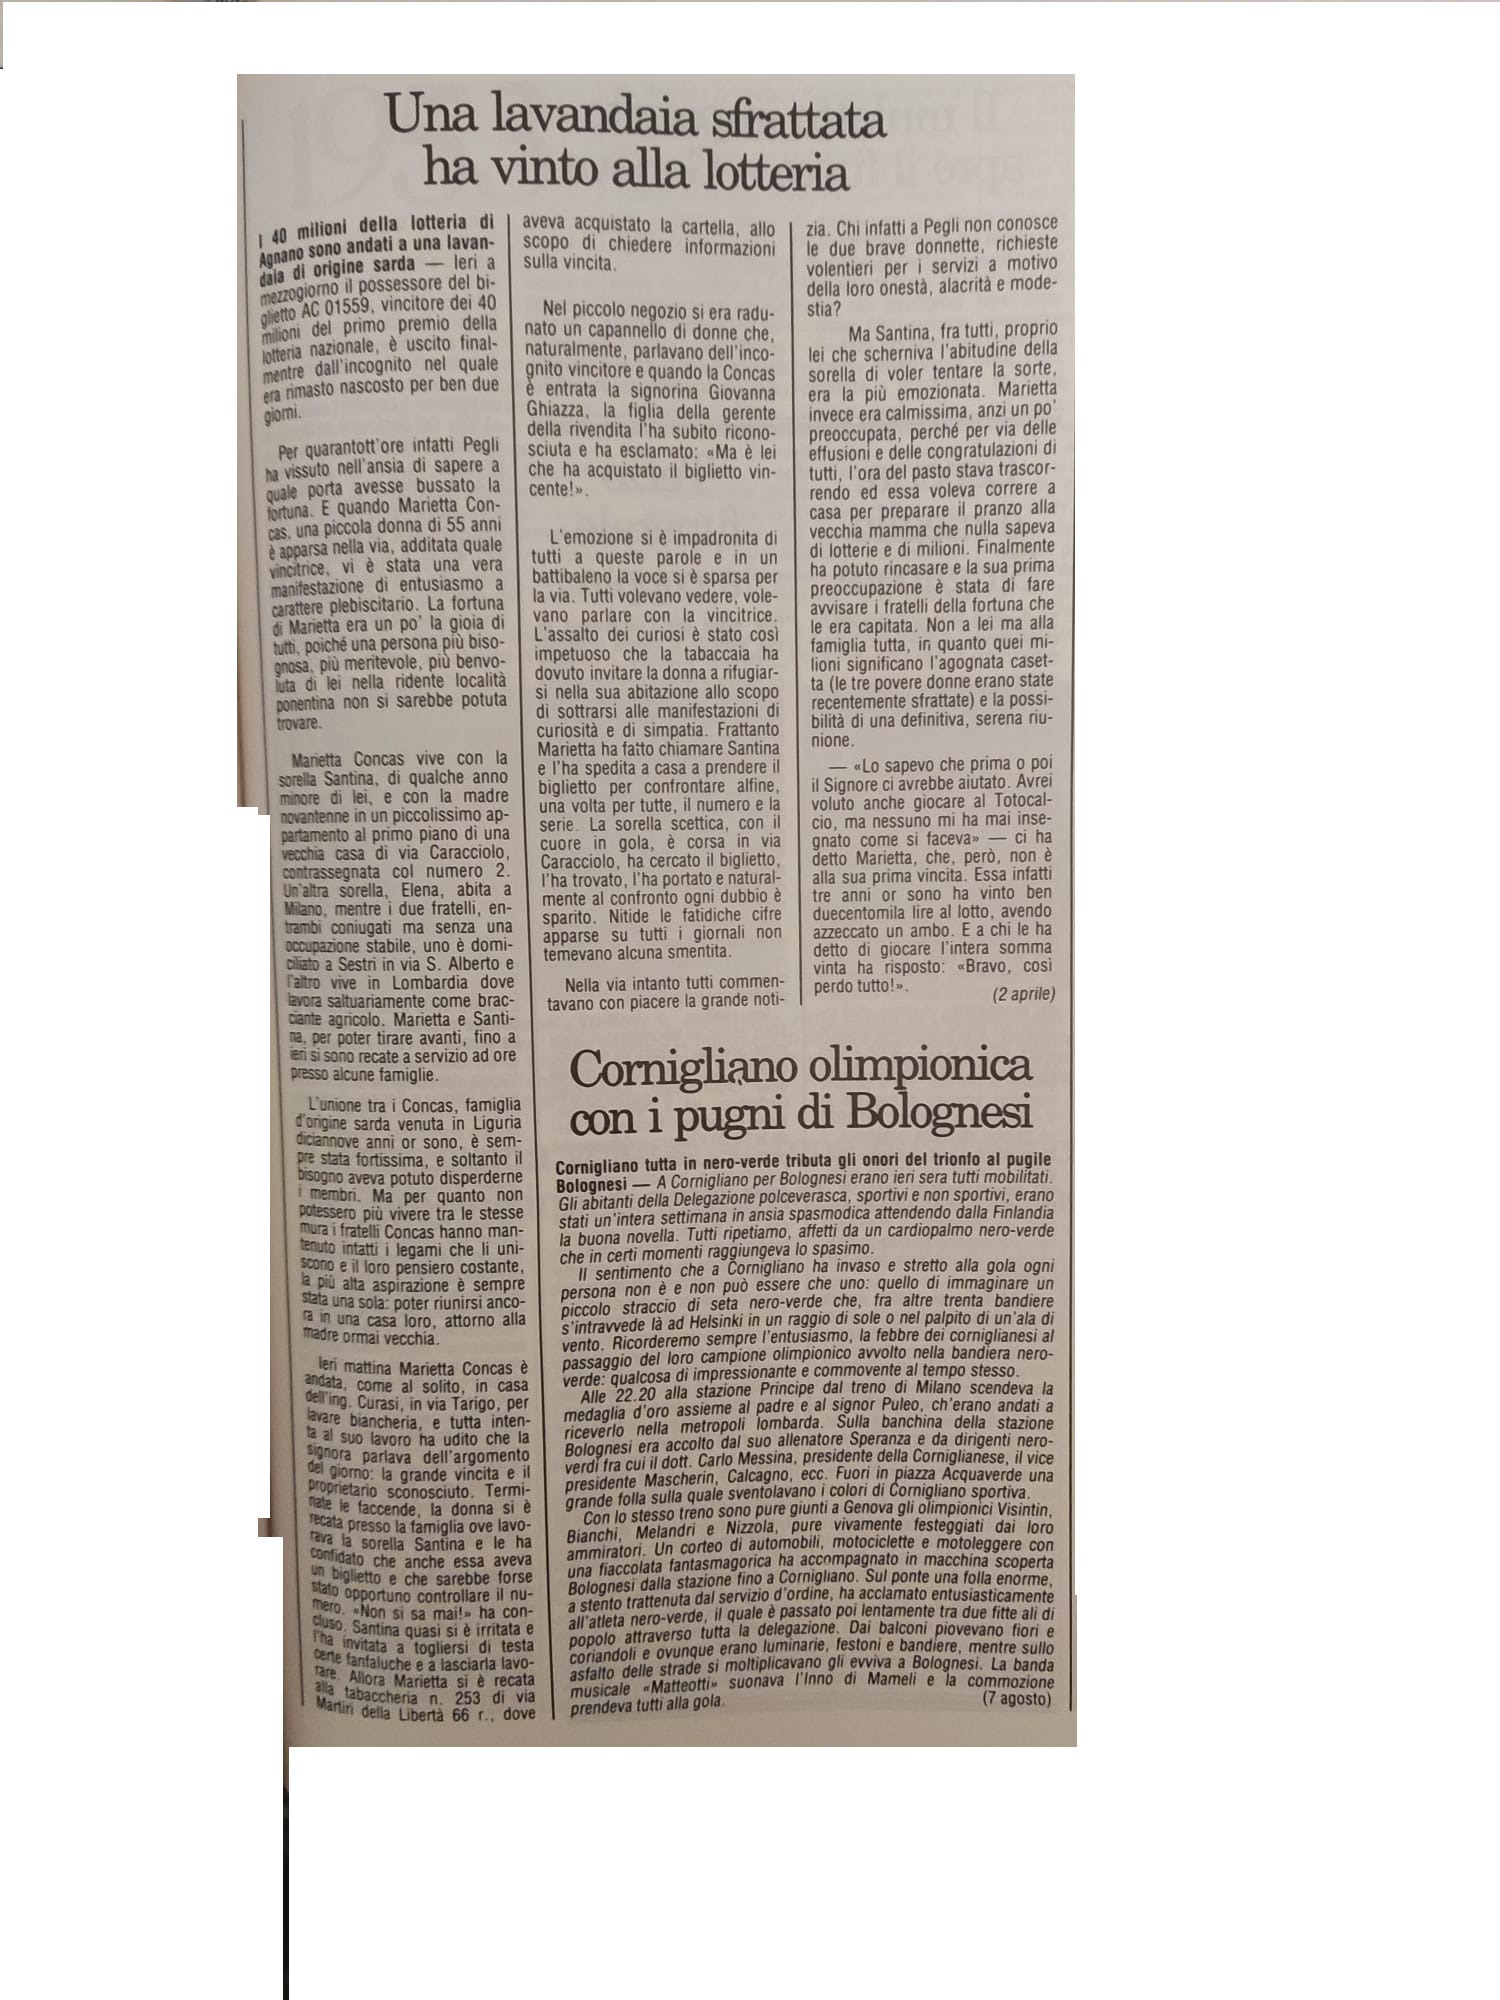 Una lavandaia sfrattata
ha vinto alla lotteria
I 40 milioni della lotteria di
Agnano sono andati a una lavan-
daia di origine sarda — Ieri a
mezzogiorno il possessore del bi-
glietto AC 01559, vincitore dei 40
milioni del primo premio della
lotteria nazionale, è uscito final-
mentre dall'incognito nel quale
era rimasto nascosto per ben due
giorni.
Per quarantott'ore infatti Pegli
ha vissuto nell'ansia di sapere a
quale porta avesse bussato la
fortuna. E quando Marietta Con-
cas, una piccola donna di 55 anni
è apparsa nella via, additata quale
vincitrice, vi è stata una vera
manifestazione di entusiasmo a
carattere plebiscitario. La fortuna
di Marietta era un po' la gioia di
tutti, poiché una persona più biso-
gnosa, più meritevole, più benvo-
luta di lei nella ridente località
ponentina non si sarebbe potuta
trovare.
Marietta Concas vive con la
sorella Santina, di qualche anno
minore di lei, e con la madre
novantenne in un piccolissimo ap-
partamento al primo piano di una
vecchia casa di via Caracciolo,
contrassegnata col numero 2.
Un'altra sorella, Elena, abita a
Milano, mentre i due fratelli, en-
trambi coniugati ma senza una
occupazione stabile, uno è domi-
ciliato a Sestri in via S. Alberto e
l'altro vive in Lombardia dove
lavora saltuariamente come brac-
ciante agricolo. Marietta e Santi-
na, per poter tirare avanti, fino a
ieri si sono recate a servizio ad ore
presso alcune famiglie.
L'unione tra i Concas, famiglia
d'origine sarda venuta in Liguria
diciannove anni or sono, è sem-
pre stata fortissima, e soltanto il
bisogno aveva potuto disperderne
i membri. Ma per quanto non
potessero più vivere tra le stesse
mura i fratelli Concas hanno man-
tenuto intatti i legami che li uni-
scono e il loro pensiero costante,
la più alta aspirazione è sempre
stata una sola: poter riunirsi anco-
ra in una casa loro, attorno alla
madre ormai vecchia.
Ieri mattina Marietta Concas è
andata, come al solito, in casa
dell'ing. Curasi, in via Tarigo, per
lavare biancheria, e tutta inten-
ta al suo lavoro ha udito che la
signora parlava dell'argomento
del giorno: la grande vincita e il
proprietario sconosciuto. Termi-
nate le faccende, la donna si è
recata presso la famiglia ove lavo-
rava la sorella Santina e le ha
confidato che anche essa aveva
un biglietto e che sarebbe forse
stato opportuno controllare il nu-
mero. «Non si sa mai!» ha con-
cluso. Santina quasi si è irritata e
l'ha invitata a togliersi di testa
certe fanfaluche e a lasciarla lavo-
rare. Allora Marietta si è recata
alla tabaccheria n. 253 di via
Martiri della Libertà 66 r., dove
aveva acquistato la cartella, allo
scopo di chiedere informazioni
sulla vincita.
Nel piccolo negozio si era radu-
nato un capannello di donne che,
naturalmente, parlavano dell'inco-
gnito vincitore e quando la Concas
è entrata la signorina Giovanna
Ghiazza, la figlia della gerente
della rivendita l'ha subito ricono-
sciuta e ha esclamato: «Ma è lei
che ha acquistato il biglietto vin-
cente!».
L'emozione si è impadronita di
tutti a queste parole e in un
battibaleno la voce si è sparsa per
la via. Tutti volevano vedere, vole-
vano parlare con la vincitrice.
L'assalto dei curiosi è stato così
impetuoso che la tabaccaia ha
dovuto invitare la donna a rifugiar-
si nella sua abitazione allo scopo
di sottrarsi alle manifestazioni di
curiosità e di simpatia. Frattanto
Marietta ha fatto chiamare Santina
e l'ha spedita a casa a prendere il
biglietto per confrontare alfine,
una volta per tutte, il numero e la
serie. La sorella scettica, con il
cuore in gola, è corsa in via
Caracciolo, ha cercato il biglietto,
l'ha trovato, l'ha portato e natural-
mente al confronto ogni dubbio è
sparito. Nitide le fatidiche cifre
apparse su tutti i giornali non
temevano alcuna smentita.
Nella via intanto tutti commen-
tavano con piacere la grande noti-
zia. Chi infatti a Pegli non conosce
le due brave donnette, richieste
volentieri per i servizi a motivo
della loro onestà, alacrità e mode-
stia?
Ma Santina, fra tutti, proprio
lei che scherniva l'abitudine della
sorella di voler tentare la sorte,
era la più emozionata. Marietta
invece era calmissima, anzi un po'
preoccupata, perché per via delle
effusioni e delle congratulazioni di
tutti, l'ora del pasto stava trascor-
rendo ed essa voleva correre a
casa per preparare il pranzo alla
vecchia mamma che nulla sapeva
di lotterie e di milioni. Finalmente
ha potuto rincasare e la sua prima
preoccupazione è stata di fare
avvisare i fratelli della fortuna che
le era capitata. Non a lei ma alla
famiglia tutta, in quanto quei mi-
lioni significano l'agognata caset-
ta (le tre povere donne erano state
recentemente sfrattate) e la possi-
bilità di una definitiva, serena riu-
nione.
— «Lo sapevo che prima o poi
il Signore ci avrebbe aiutato. Avrei
voluto anche giocare al Totocal-
cio, ma nessuno mi ha mai inse-
gnato come si faceva» — ci ha
detto Marietta, che, però, non è
alla sua prima vincita. Essa infatti
tre anni or sono ha vinto ben
duecentomila lire al lotto, avendo
azzeccato un ambo. E a chi le ha
detto di giocare l'intera somma
vinta ha risposto: «Bravo, così
perdo tutto!».
(2 aprile)
Cornigliano olimpionica
con i pugni di Bolognesi
Cornigliano tutta in nero-verde tributa gli onori del trionfo al pugile
Bolognesi — A Cornigliano per Bolognesi erano ieri sera tutti mobilitati.
Gli abitanti della Delegazione polceverasca, sportivi e non sportivi, erano
stati un'intera settimana in ansia spasmodica attendendo dalla Finlandia
la buona novella. Tutti ripetiamo, affetti da un cardiopalmo nero-verde
che in certi momenti raggiungeva lo spasimo.
Il sentimento che a Cornigliano ha invaso e stretto alla gola ogni
persona non è e non può essere che uno: quello di immaginare un
piccolo straccio di seta nero-verde che, fra altre trenta bandiere
s'intravvede là ad Helsinki in un raggio di sole o nel palpito di un'ala di
vento. Ricorderemo sempre l'entusiasmo, la febbre dei corniglianesi al
passaggio del loro campione olimpionico avvolto nella bandiera nero-
verde: qualcosa di impressionante e commovente al tempo stesso.
Alle 22.20 alla stazione Principe dal treno di Milano scendeva la
medaglia d'oro assieme al padre e al signor Puleo, ch'erano andati a
riceverlo nella metropoli lombarda. Sulla banchina della stazione
Bolognesi era accolto dal suo allenatore Speranza e da dirigenti nero-
verdi fra cui il dott. Carlo Messina, presidente della Corniglianese, il vice
presidente Mascherin, Calcagno, ecc. Fuori in piazza Acquaverde una
grande folla sulla quale sventolavano i colori di Cornigliano sportiva.
Con lo stesso treno sono pure giunti a Genova gli olimpionici Visintin,
Bianchi, Melandri e Nizzola, pure vivamente festeggiati dai loro
ammiratori. Un corteo di automobili, motociclette e motoleggere con
una fiaccolata fantasmagorica ha accompagnato in macchina scoperta
Bolognesi dalla stazione fino a Cornigliano. Sul ponte una folla enorme,
a stento trattenuta dal servizio d'ordine, ha acclamato entusiasticamente
all'atleta nero-verde, il quale è passato poi lentamente tra due fitte ali di
popolo attraverso tutta la delegazione. Dai balconi piovevano fiori e
coriandoli e ovunque erano luminarie, festoni e bandiere, mentre sullo
asfalto delle strade si moltiplicavano gli evviva a Bolognesi. La banda
musicale «Matteotti» suonava l'Inno di Mameli e la commozione
prendeva tutti alla gola.
(7 agosto)